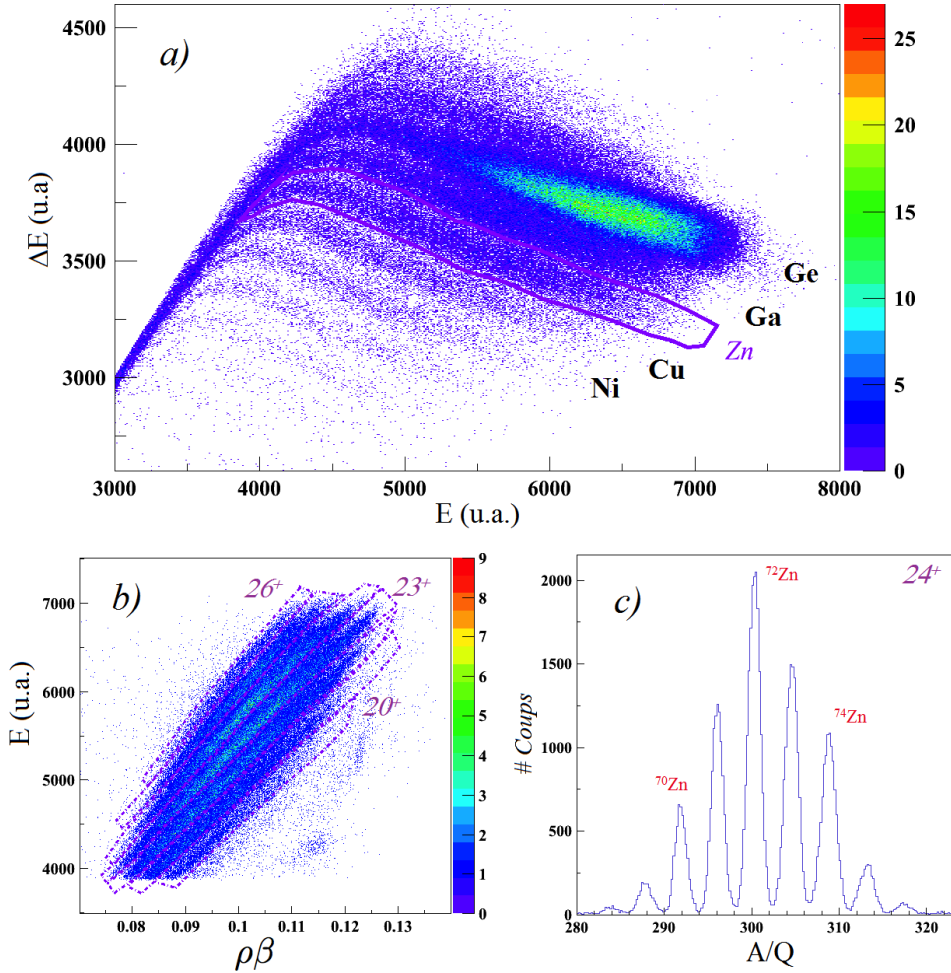 a)
4500
4000
3500
3000
ΔE (u.a)
3000
4000
5000
6000
7000
8000
E (u.a.)
Ge
Ga
Zn
Cu
Ni
25
20
15
10
5
0
b)
26⁺
23⁺
20⁺
7000
6000
5000
4000
E (u.a.)
0.08
0.09
0.1
0.11
0.12
0.13
ρβ
9
8
7
6
5
4
3
2
1
0
c)
⁷²Zn
24⁺
⁷⁴Zn
⁷⁰Zn
2000
1500
1000
500
0
# Coups
280
290
300
310
320
A/Q